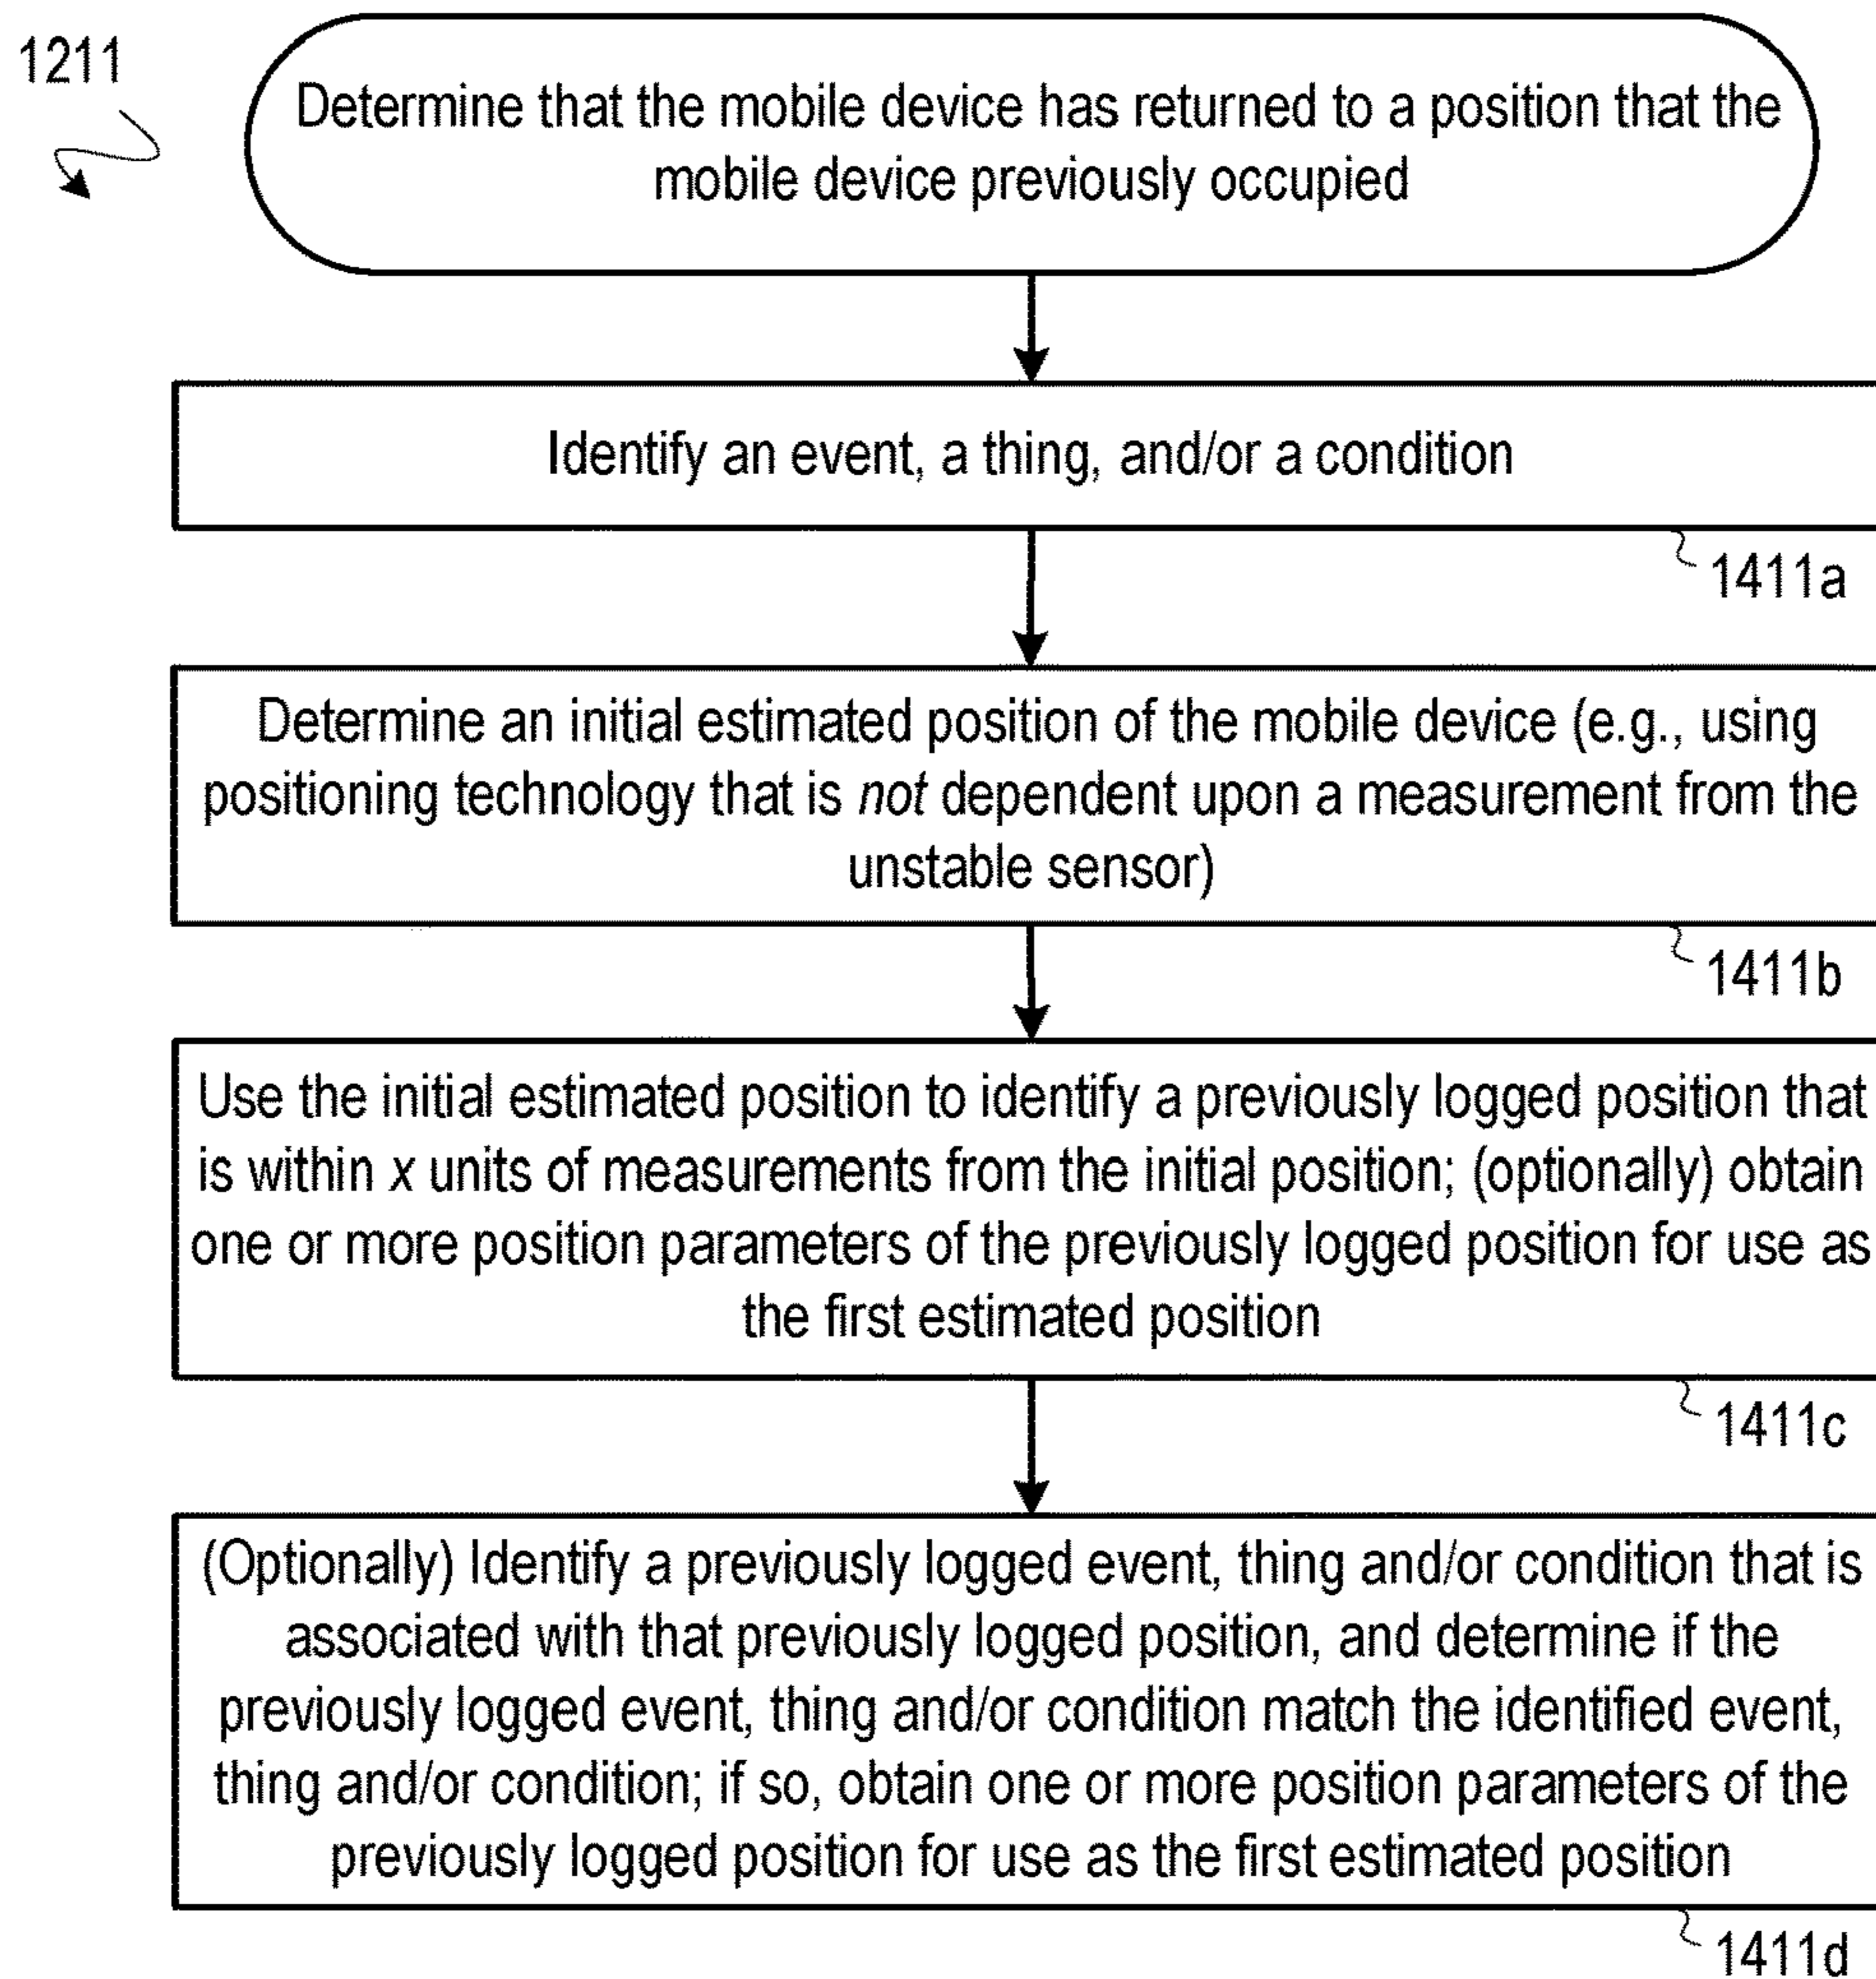 1211
Determine that the mobile device has returned to a position that the
mobile device previously occupied
Identify an event, a thing, and/or a condition
1411a
Determine an initial estimated position of the mobile device (e.g., using
positioning technology that is not dependent upon a measurement from the
unstable sensor)
1411b
Use the initial estimated position to identify a previously logged position that
is within x units of measurements from the initial position; (optionally) obtain
one or more position parameters of the previously logged position for use as
the first estimated position
1411c
(Optionally) Identify a previously logged event, thing and/or condition that is
associated with that previously logged position, and determine if the
previously logged event, thing and/or condition match the identified event,
thing and/or condition; if so, obtain one or more position parameters of the
previously logged position for use as the first estimated position
1411d